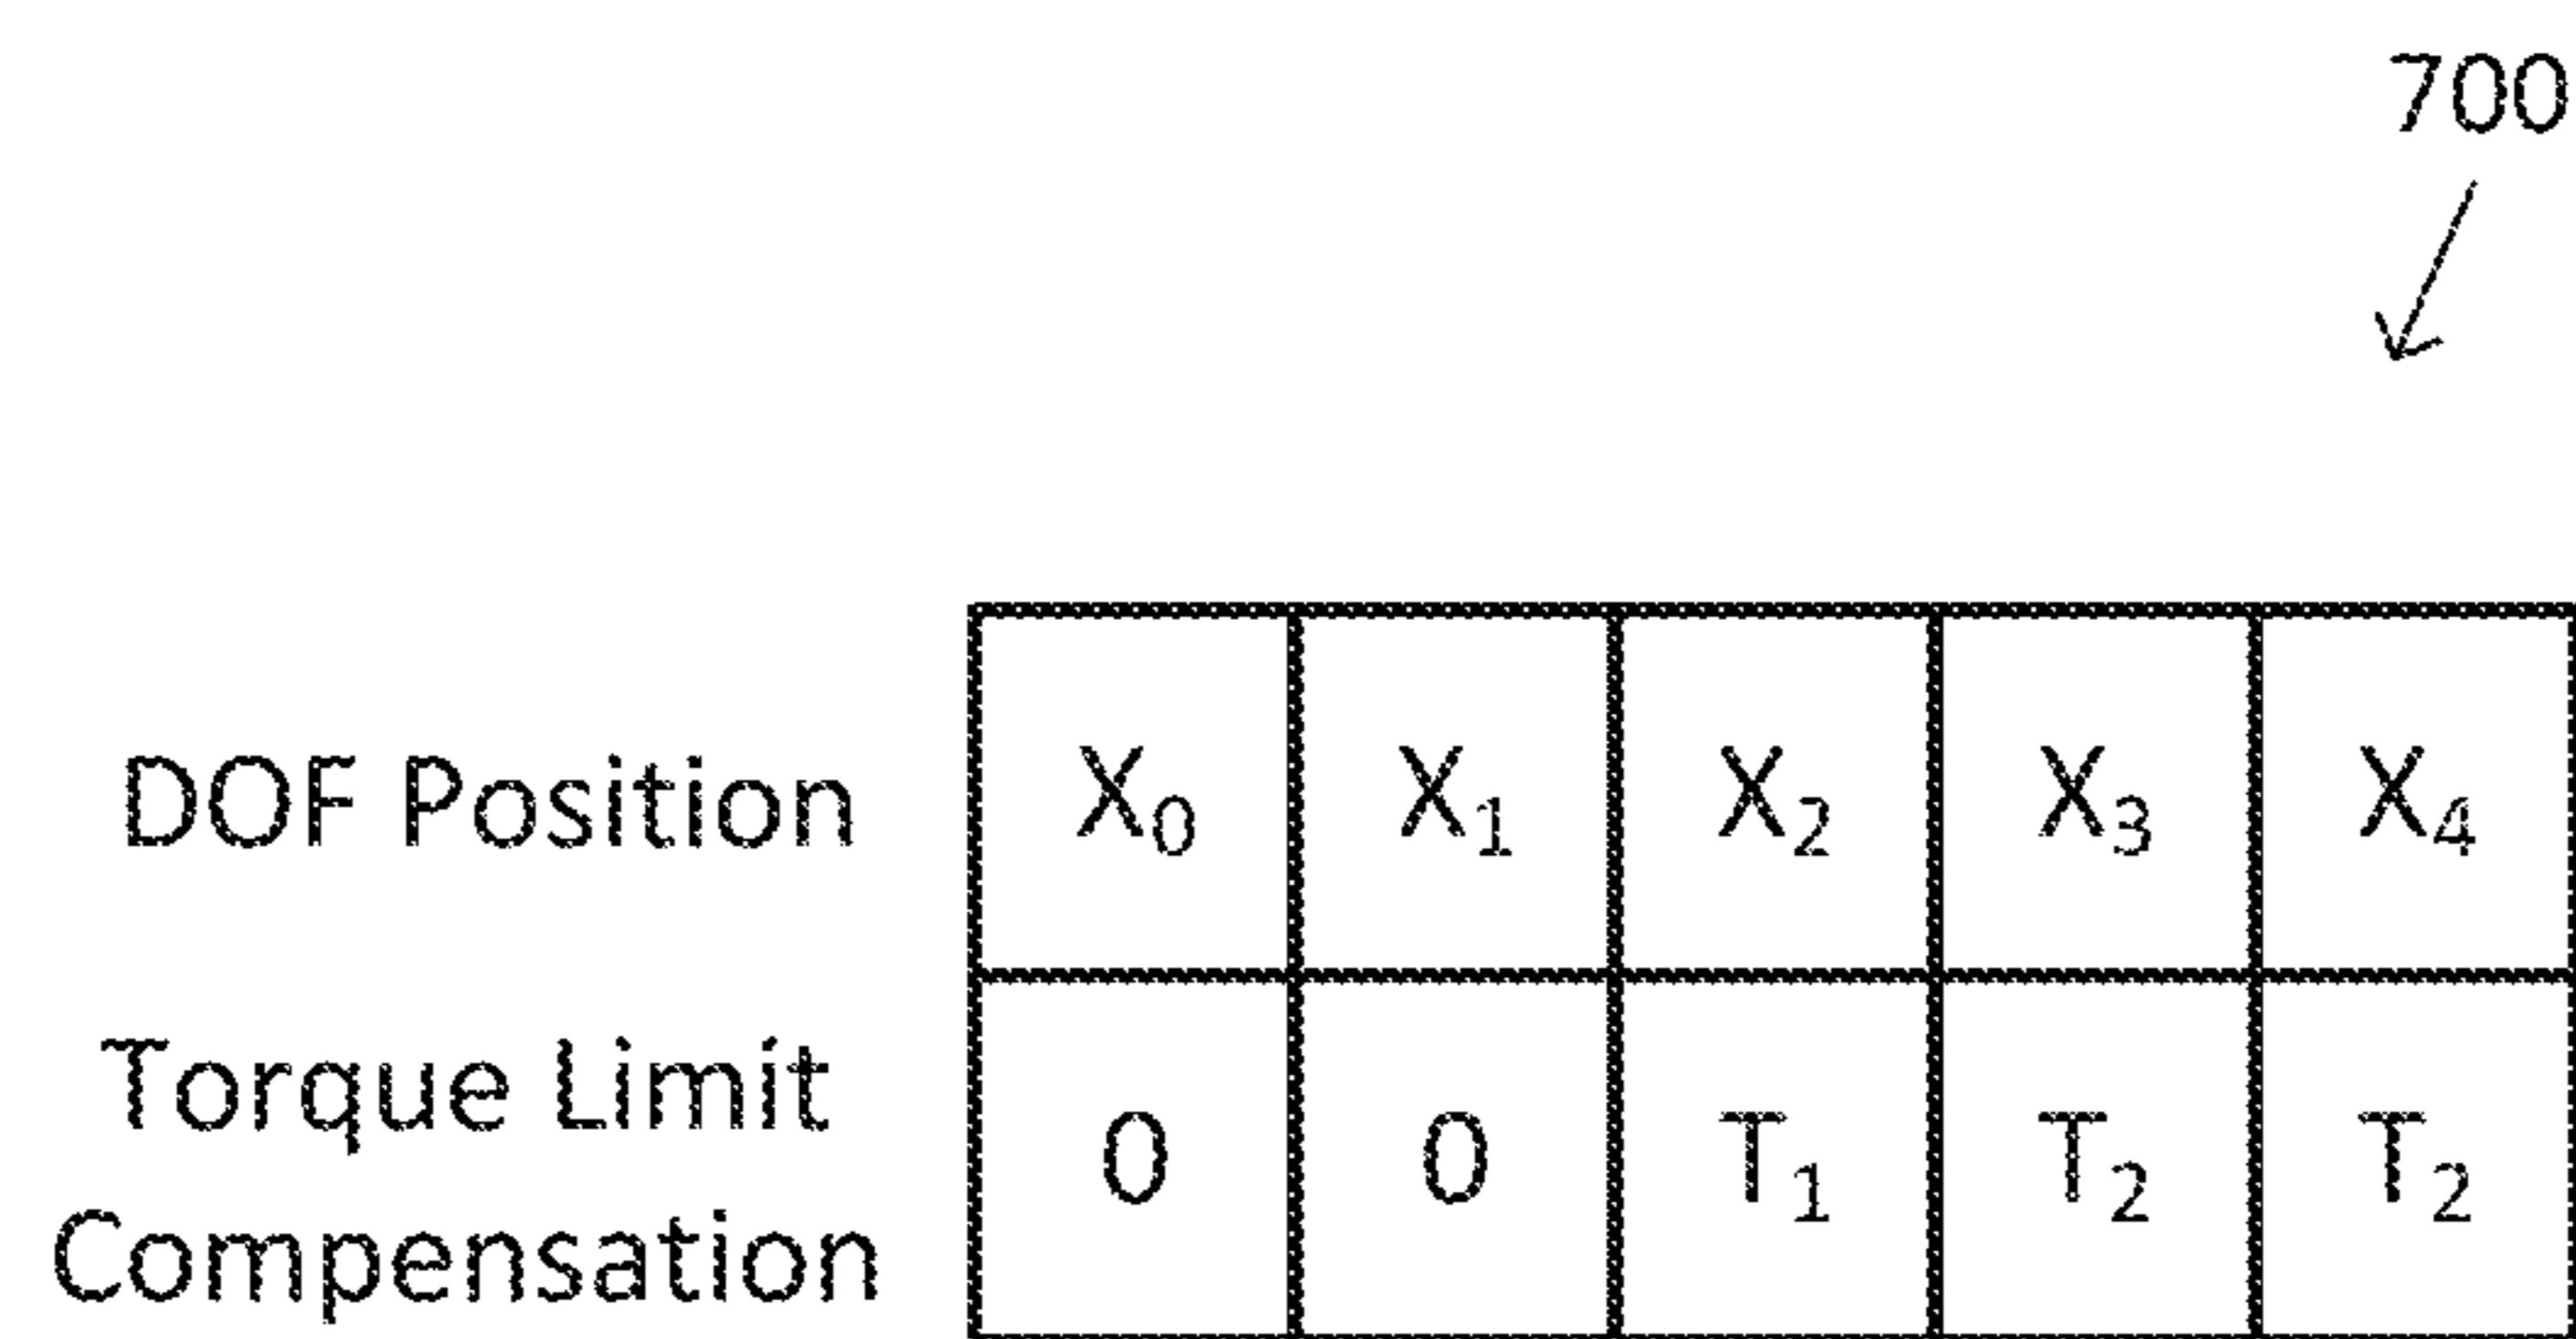 700
DOF Position X₀ X₁ X₂ X₃ X₄
Torque Limit
Compensation 0 0 T₁ T₂ T₂